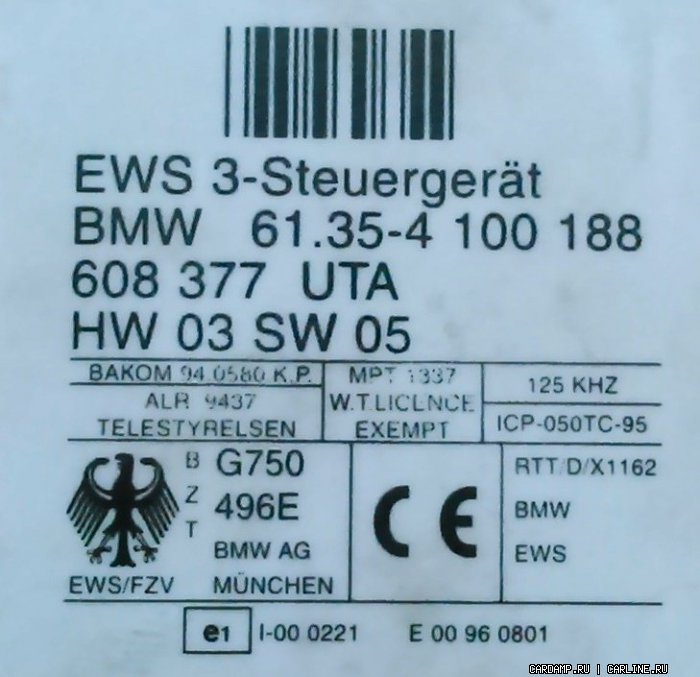 EWS 3-Steuergerät
BMW 61.35-4 100 188
608 377 UTA
HW 03 SW 05
BAKOM 94.0580 K.P.
MPT 1337
125 KHZ
ALR 9437
W.T.LICENCE
TELESTYRELSEN
EXEMPT
ICP-050TC-95
BZT
G750
496E
BMW AG
MÜNCHEN
EWS/FZV
CE
RTT/D/X1162
BMW
EWS
e1 I-00 0221 E 00 96 0801
CARDAMP.RU | CARLINE.RU